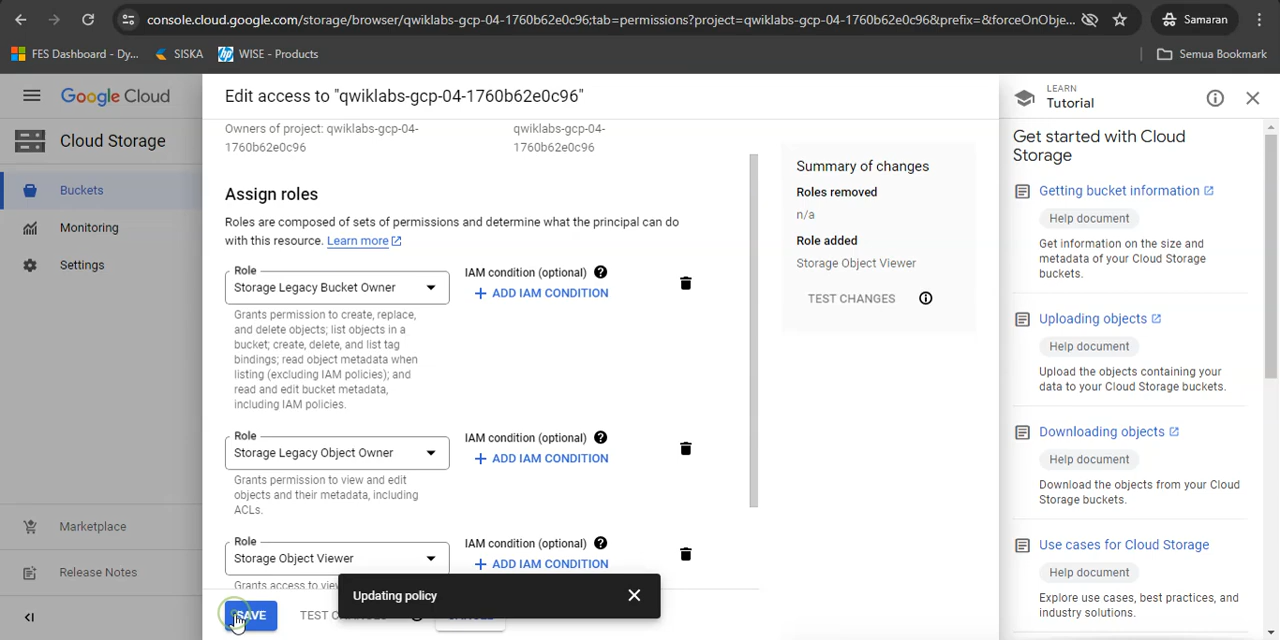 console.cloud.google.com/storage/browser/qwiklabs-gcp-04-1760b62e0c96;tab=permissions?project=qwiklabs-gcp-04-1760b62e0c96&prefix=&forceOnObje...
Samaran
FES Dashboard - Dy...
SISKA
WISE - Products
Semua Bookmark
Google Cloud
Cloud Storage
Buckets
Monitoring
Settings
Marketplace
Release Notes
Edit access to "qwiklabs-gcp-04-1760b62e0c96"
Owners of project: qwiklabs-gcp-04-
1760b62e0c96
qwiklabs-gcp-04-
1760b62e0c96
Assign roles
Roles are composed of sets of permissions and determine what the principal can do
with this resource. Learn more
Role
Storage Legacy Bucket Owner
IAM condition (optional)
+ ADD IAM CONDITION
Grants permission to create, replace,
and delete objects; list objects in a
bucket; create, delete, and list tag
bindings; read object metadata when
listing (excluding IAM policies); and
read and edit bucket metadata,
including IAM policies.
Role
Storage Legacy Object Owner
IAM condition (optional)
+ ADD IAM CONDITION
Grants permission to view and edit
objects and their metadata, including
ACLs.
Role
Storage Object Viewer
IAM condition (optional)
+ ADD IAM CONDITION
Grants access to view
Updating policy
SAVE
Summary of changes
Roles removed
n/a
Role added
Storage Object Viewer
TEST CHANGES
LEARN
Tutorial
Get started with Cloud
Storage
Getting bucket information
Help document
Get information on the size and
metadata of your Cloud Storage
buckets.
Uploading objects
Help document
Upload the objects containing your
data to your Cloud Storage buckets.
Downloading objects
Help document
Download the objects from your Cloud
Storage buckets.
Use cases for Cloud Storage
Help document
Explore use cases, best practices, and
industry solutions.